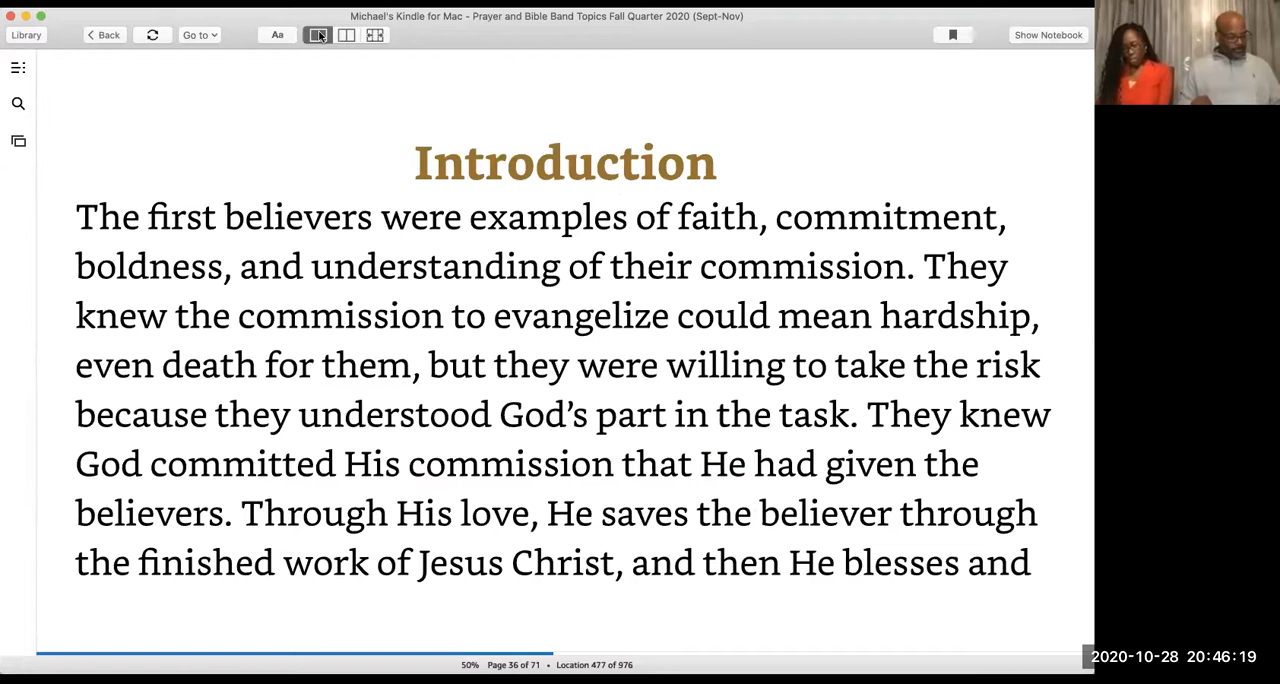 Michael's Kindle for Mac - Prayer and Bible Band Topics Fall Quarter 2020 (Sept-Nov)
Library
Back
Go to
Aa
Show Notebook
Introduction
The first believers were examples of faith, commitment,
boldness, and understanding of their commission. They
knew the commission to evangelize could mean hardship,
even death for them, but they were willing to take the risk
because they understood God’s part in the task. They knew
God committed His commission that He had given the
believers. Through His love, He saves the believer through
the finished work of Jesus Christ, and then He blesses and
50% Page 36 of 71 • Location 477 of 976
2020-10-28 20:46:19